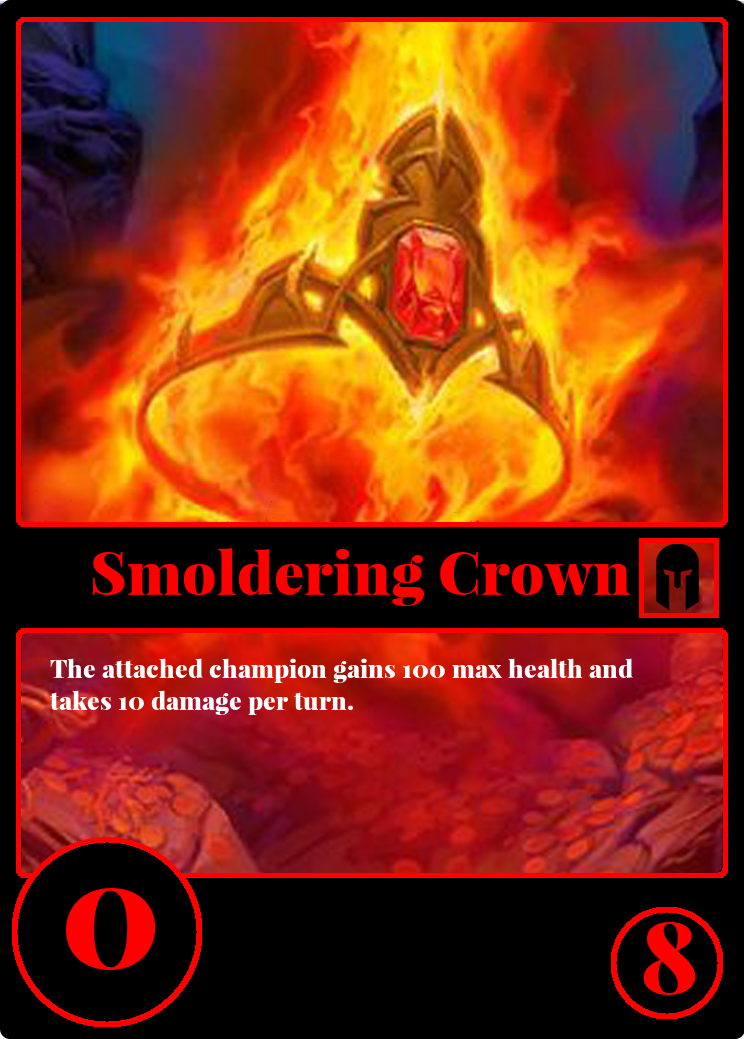 Smoldering Crown
The attached champion gains 100 max health and
takes 10 damage per turn.
0
8